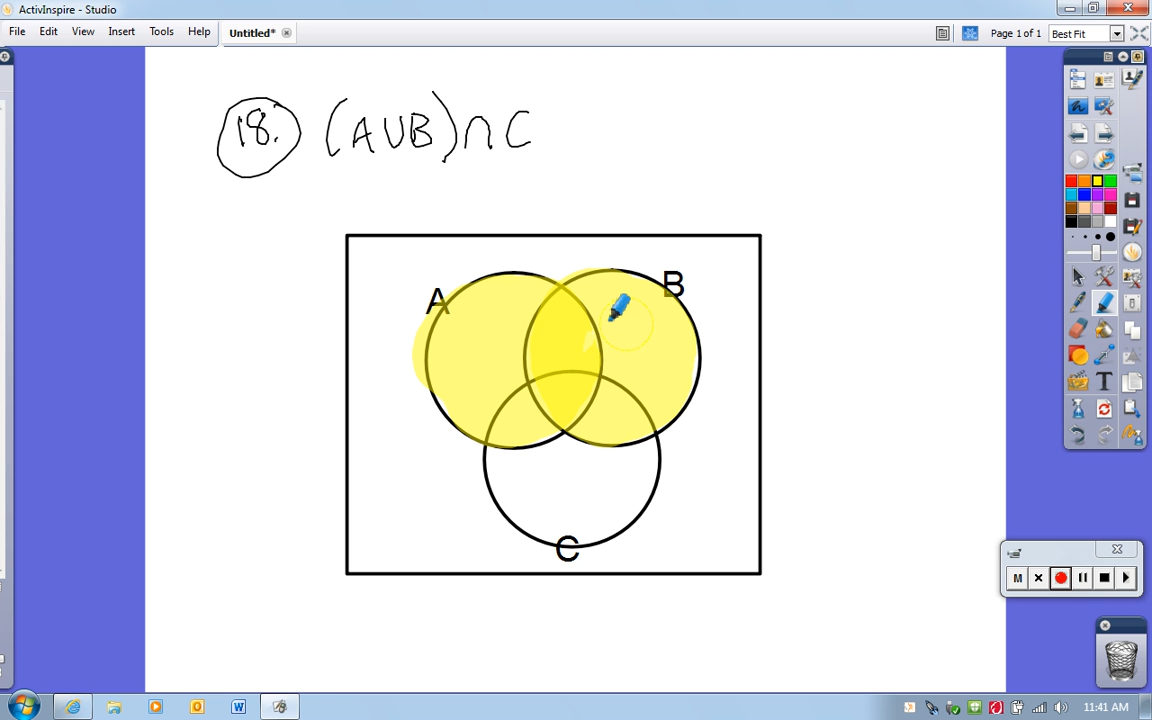 ActivInspire - Studio
File Edit View Insert Tools Help Untitled* Page 1 of 1 Best Fit
18. (A∪B)∩C
A
B
C
M
T
11:41 AM